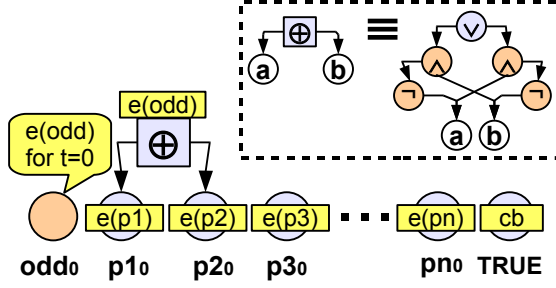 ⊕ ≡ ∨
a b
∧ ∧
¬ ¬
a b
e(odd)
⊕
e(odd)
for t=0
e(p1) e(p2) e(p3) ▪ ▪ ▪ ▪ e(pn) cb
odd₀ p1₀ p2₀ p3₀ pn₀ TRUE